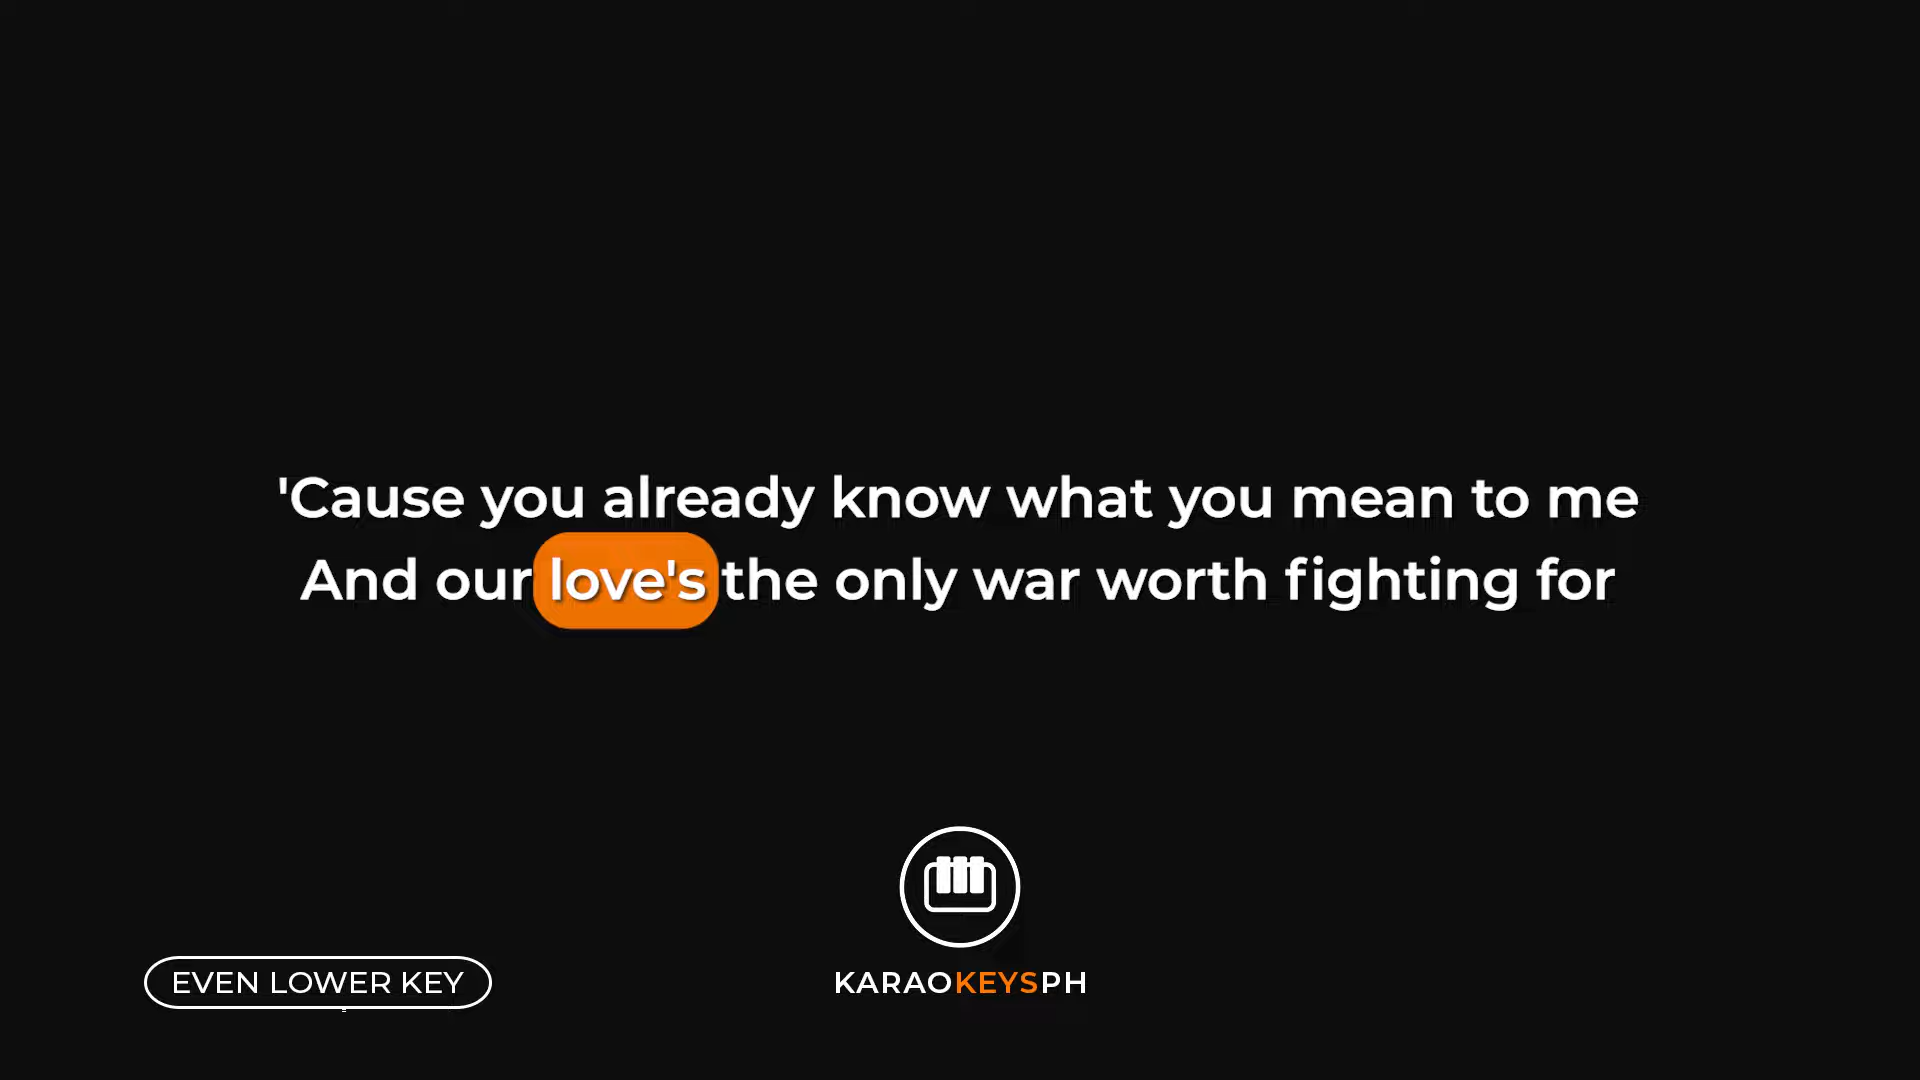 'Cause you already know what you mean to me
And our love's the only war worth fighting for
EVEN LOWER KEY
KARAOKEYSPH